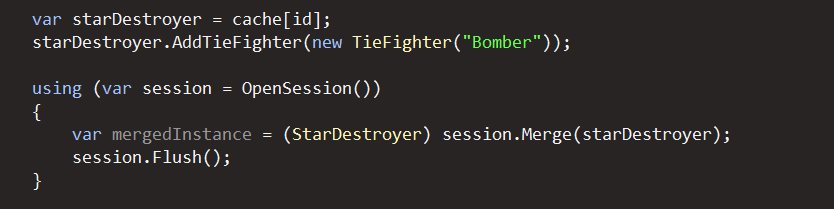 var starDestroyer = cache[id];
starDestroyer.AddTieFighter(new TieFighter("Bomber"));
using (var session = OpenSession())
{
var mergedInstance = (StarDestroyer) session.Merge(starDestroyer);
session.Flush();
}